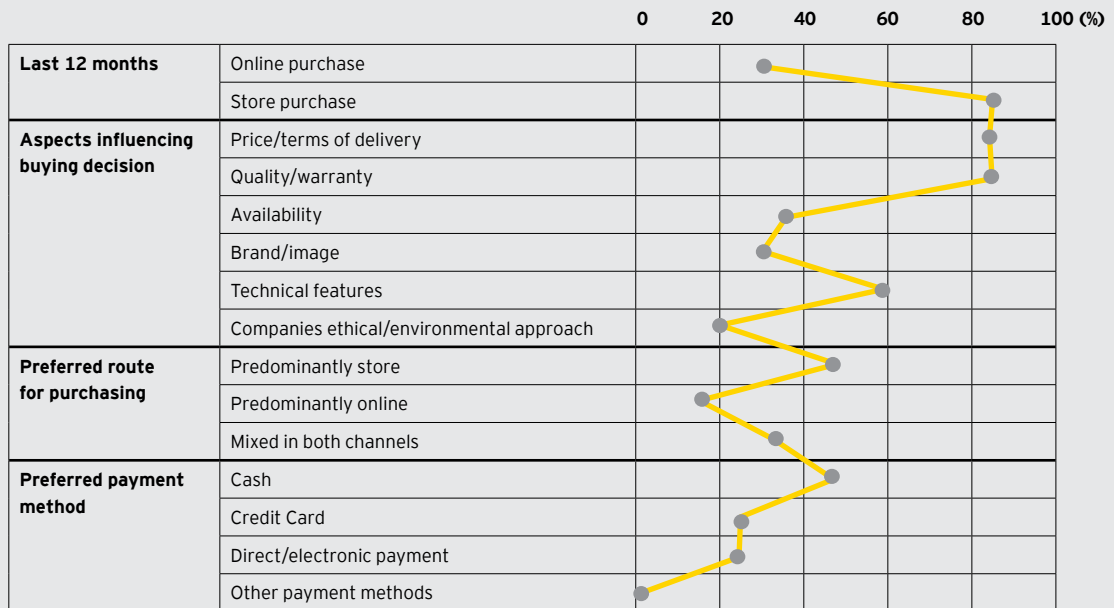 0 20 40 60 80 100 (%)
Last 12 months
Online purchase
Store purchase
Aspects influencing
buying decision
Price/terms of delivery
Quality/warranty
Availability
Brand/image
Technical features
Companies ethical/environmental approach
Preferred route
for purchasing
Predominantly store
Predominantly online
Mixed in both channels
Preferred payment
method
Cash
Credit Card
Direct/electronic payment
Other payment methods